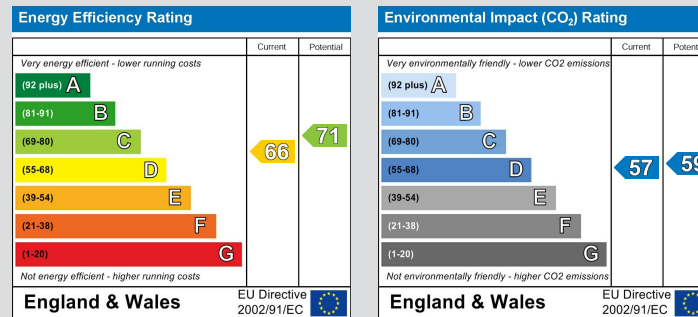 Energy Efficiency Rating
Current Potential
Very energy efficient - lower running costs
(92 plus) A
(81-91) B
(69-80) C
(55-68) D
(39-54) E
(21-38) F
(1-20) G
66
71
Not energy efficient - higher running costs
England & Wales
EU Directive
2002/91/EC
Environmental Impact (CO₂) Rating
Current Potent
Very environmentally friendly - lower CO2 emissions
(92 plus) A
(81-91) B
(69-80) C
(55-68) D
(39-54) E
(21-38) F
(1-20) G
57
59
Not environmentally friendly - higher CO2 emissions
England & Wales
EU Directive
2002/91/EC